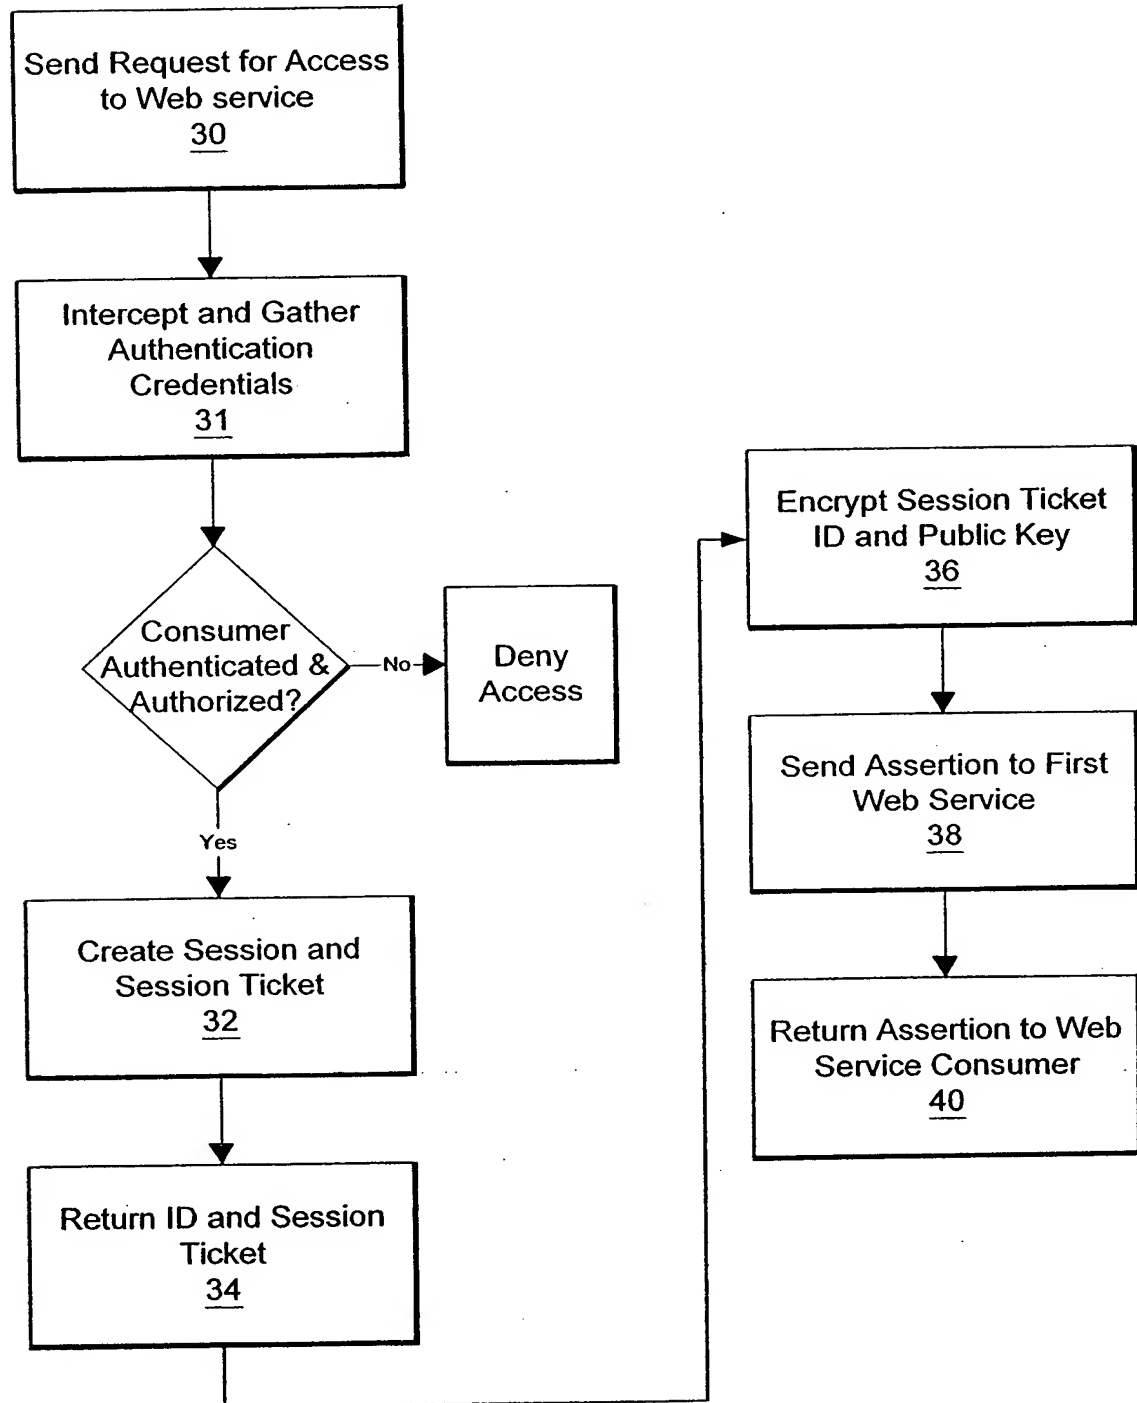 Send Request for Access
to Web service
30
Intercept and Gather
Authentication
Credentials
31
Consumer
Authenticated &
Authorized?
No
Deny
Access
Yes
Create Session and
Session Ticket
32
Return ID and Session
Ticket
34
Encrypt Session Ticket
ID and Public Key
36
Send Assertion to First
Web Service
38
Return Assertion to Web
Service Consumer
40